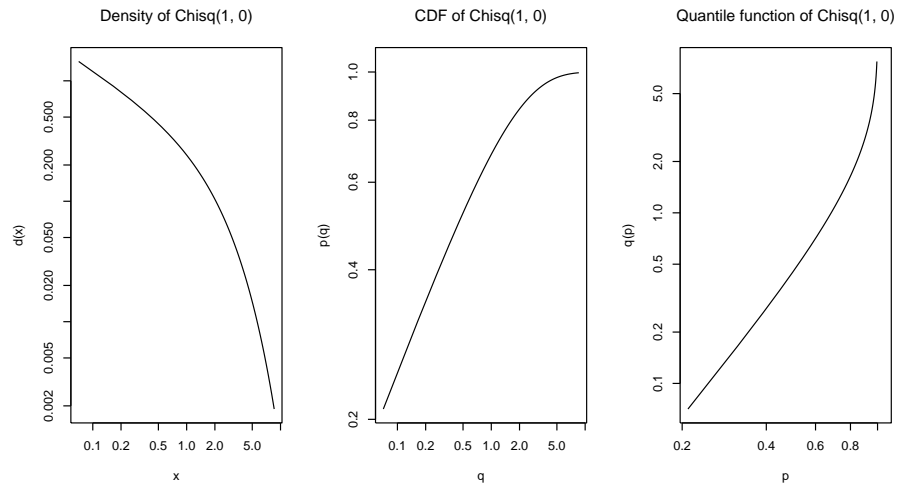 Density of Chisq(1, 0)
0.002 0.005 0.020 0.050 0.200 0.500
d(x)
0.1 0.2 0.5 1.0 2.0 5.0
x
CDF of Chisq(1, 0)
0.2 0.4 0.6 0.8 1.0
p(q)
0.1 0.2 0.5 1.0 2.0 5.0
q
Quantile function of Chisq(1, 0)
0.1 0.2 0.5 1.0 2.0 5.0
q(p)
0.2 0.4 0.6 0.8
p